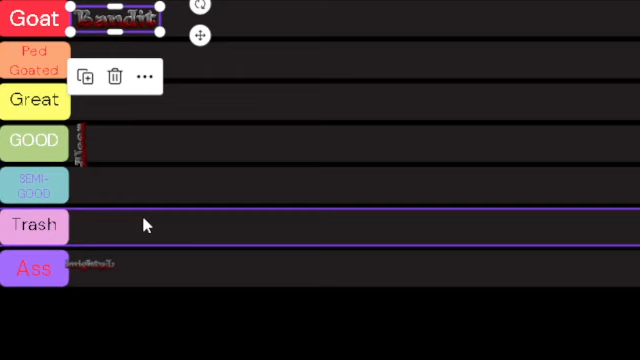 Goat
Bandit
Ped
Goated
Great
GOOD
SEMI-
GOOD
Trash
Ass